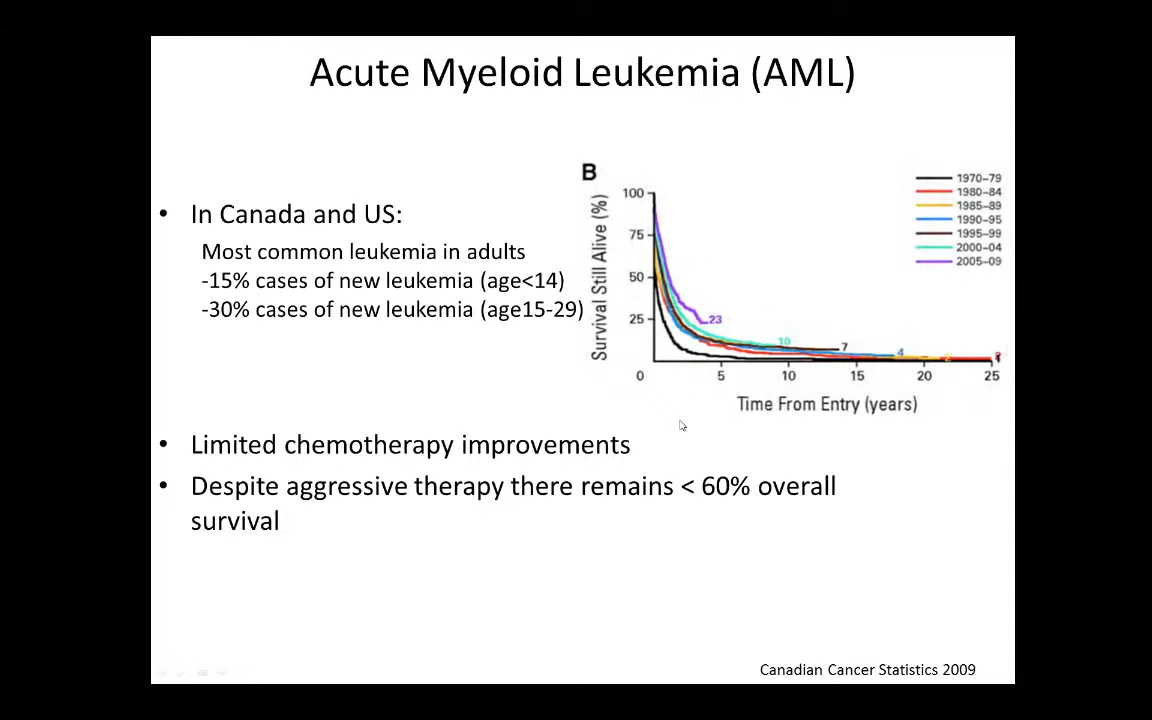 Acute Myeloid Leukemia (AML)
• In Canada and US:
Most common leukemia in adults
-15% cases of new leukemia (age<14)
-30% cases of new leukemia (age15-29)
B
Survival Still Alive (%)
100
75
50
25
0
5
10
15
20
25
Time From Entry (years)
1970–79
1980–84
1985–89
1990–95
1995–99
2000–04
2005–09
23
10
7
4
2
• Limited chemotherapy improvements
• Despite aggressive therapy there remains < 60% overall
survival
Canadian Cancer Statistics 2009